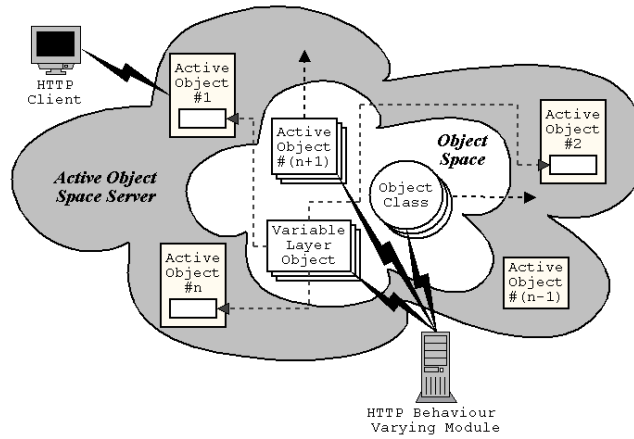 HTTP
Client
Active
Object
#1
Active
Object
#(n+1)
Object
Space
Active
Object
#2
Active Object
Space Server
Object
Class
Variable
Layer
Object
Active
Object
#n
Active
Object
#(n-1)
HTTP Behaviour
Varying Module